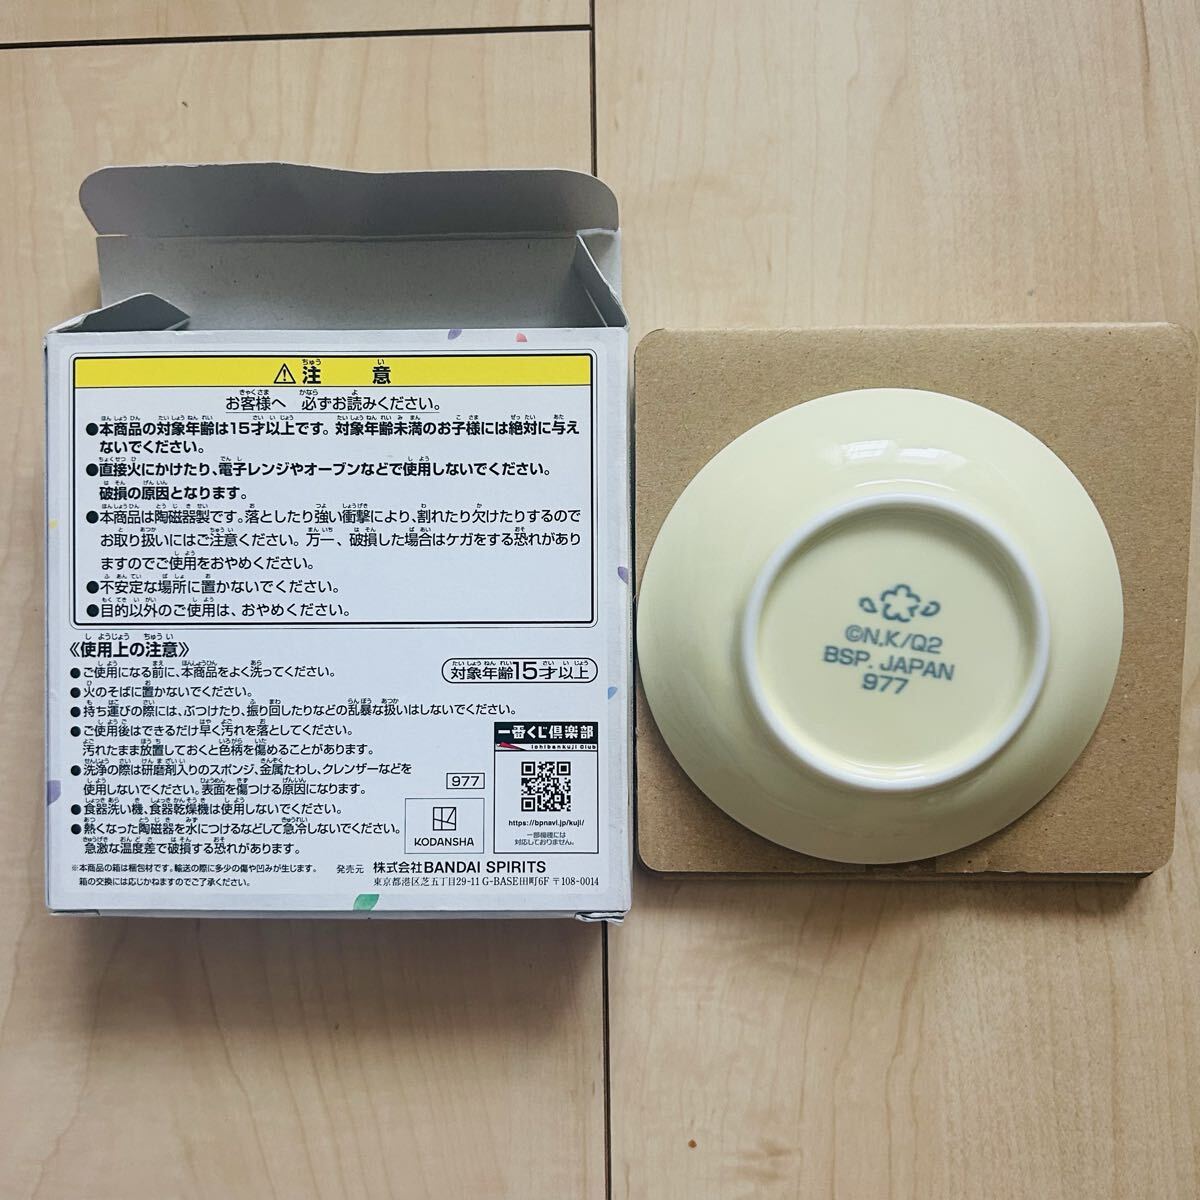 ⚠注 意
お客様へ 必ずお読みください。
●本商品の対象年齢は15才以上です。対象年齢未満のお子様には絶対に与え
ないでください。
●直接火にかけたり、電子レンジやオーブンなどで使用しないでください。
破損の原因となります。
●本商品は陶磁器製です。落としたり強い衝撃により、割れたり欠けたりするので
お取り扱いにはご注意ください。万一、破損した場合はケガをする恐れがあり
ますのでご使用をおやめください。
●不安定な場所に置かないでください。
●目的以外のご使用は、おやめください。
《使用上の注意》
●ご使用になる前に、本商品をよく洗ってください。
対象年齢15才以上
●火のそばに置かないでください。
●持ち運びの際には、ぶつけたり、振り回したりなどの乱暴な扱いはしないでください。
●ご使用後はできるだけ早く汚れを落としてください。
汚れたまま放置しておくと色柄を傷めることがあります。
●洗浄の際は研磨剤入りのスポンジ、金属たわし、クレンザーなどを
使用しないでください。表面を傷つける原因になります。
●食器洗い機、食器乾燥機は使用しないでください。
●熱くなった陶磁器を水につけるなどして急冷しないでください。
急激な温度差で破損する恐れがあります。
977
KODANSHA
一番くじ倶楽部
Ichibankuji Club
https://bpnavi.jp/kuji/
一部機種には
対応しておりません。
※本商品の箱は梱包材です。輸送の際に多少の傷や凹みが生じます。
箱の交換には応じかねますのでご了承ください。
発売元 株式会社BANDAI SPIRITS
東京都港区芝五丁目29-11 G-BASE田町6F 〒108-0014
©N.K/Q2
BSP. JAPAN
977